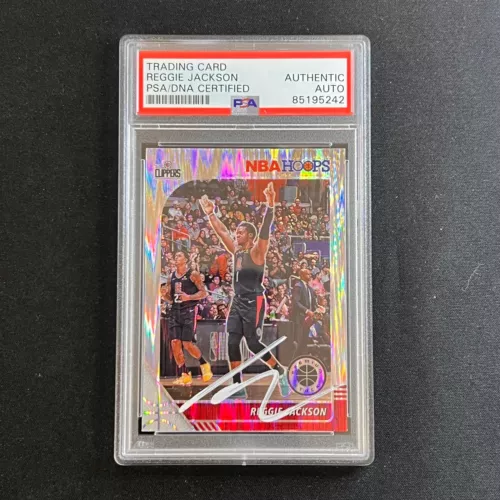 TRADING CARD
REGGIE JACKSON
PSA/DNA CERTIFIED
AUTHENTIC
AUTO
85195242
PSA
CLIPPERS
NBA HOOPS
REGGIE JACKSON